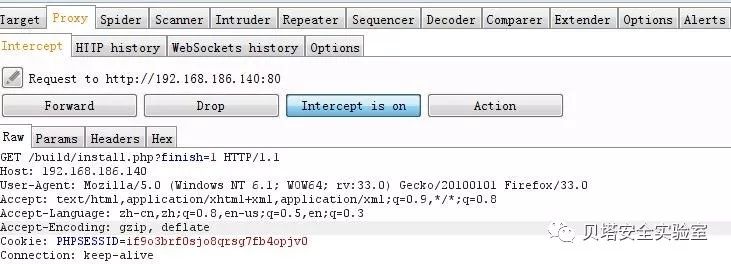 Target Proxy Spider Scanner Intruder Repeater Sequencer Decoder Comparer Extender Options Alerts
Intercept HTTP history WebSockets history Options
Request to http://192.168.186.140:80
Forward Drop Intercept is on Action
Raw Params Headers Hex
GET /build/install.php?finish=1 HTTP/1.1
Host: 192.168.186.140
User-Agent: Mozilla/5.0 (Windows NT 6.1; WOW64; rv:33.0) Gecko/20100101 Firefox/33.0
Accept: text/html,application/xhtml+xml,application/xml;q=0.9,*/*;q=0.8
Accept-Language: zh-cn,zh;q=0.8,en-us;q=0.5,en;q=0.3
Accept-Encoding: gzip, deflate
Cookie: PHPSESSID=if9o3brf0sjo8qrsg7fb4opjv0
Connection: keep-alive
贝塔安全实验室